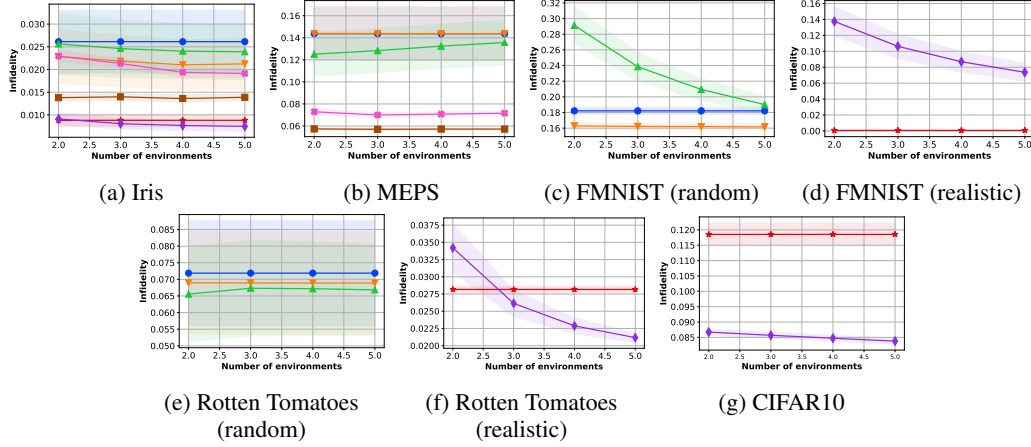 0.030
0.025
0.020
0.015
0.010
Infidelity
2.0 2.5 3.0 3.5 4.0 4.5 5.0
Number of environments
(a) Iris
0.16
0.14
0.12
0.10
0.08
0.06
Infidelity
2.0 2.5 3.0 3.5 4.0 4.5 5.0
Number of environments
(b) MEPS
0.32
0.30
0.28
0.26
0.24
0.22
0.20
0.18
0.16
Infidelity
2.0 2.5 3.0 3.5 4.0 4.5 5.0
Number of environments
(c) FMNIST (random)
0.16
0.14
0.12
0.10
0.08
0.06
0.04
0.02
0.00
Infidelity
2.0 2.5 3.0 3.5 4.0 4.5 5.0
Number of environments
(d) FMNIST (realistic)
0.085
0.080
0.075
0.070
0.065
0.060
0.055
0.050
Infidelity
2.0 2.5 3.0 3.5 4.0 4.5 5.0
Number of environments
(e) Rotten Tomatoes
(random)
0.0375
0.0350
0.0325
0.0300
0.0275
0.0250
0.0225
0.0200
Infidelity
2.0 2.5 3.0 3.5 4.0 4.5 5.0
Number of environments
(f) Rotten Tomatoes
(realistic)
0.120
0.115
0.110
0.105
0.100
0.095
0.090
0.085
Infidelity
2.0 2.5 3.0 3.5 4.0 4.5 5.0
Number of environments
(g) CIFAR10